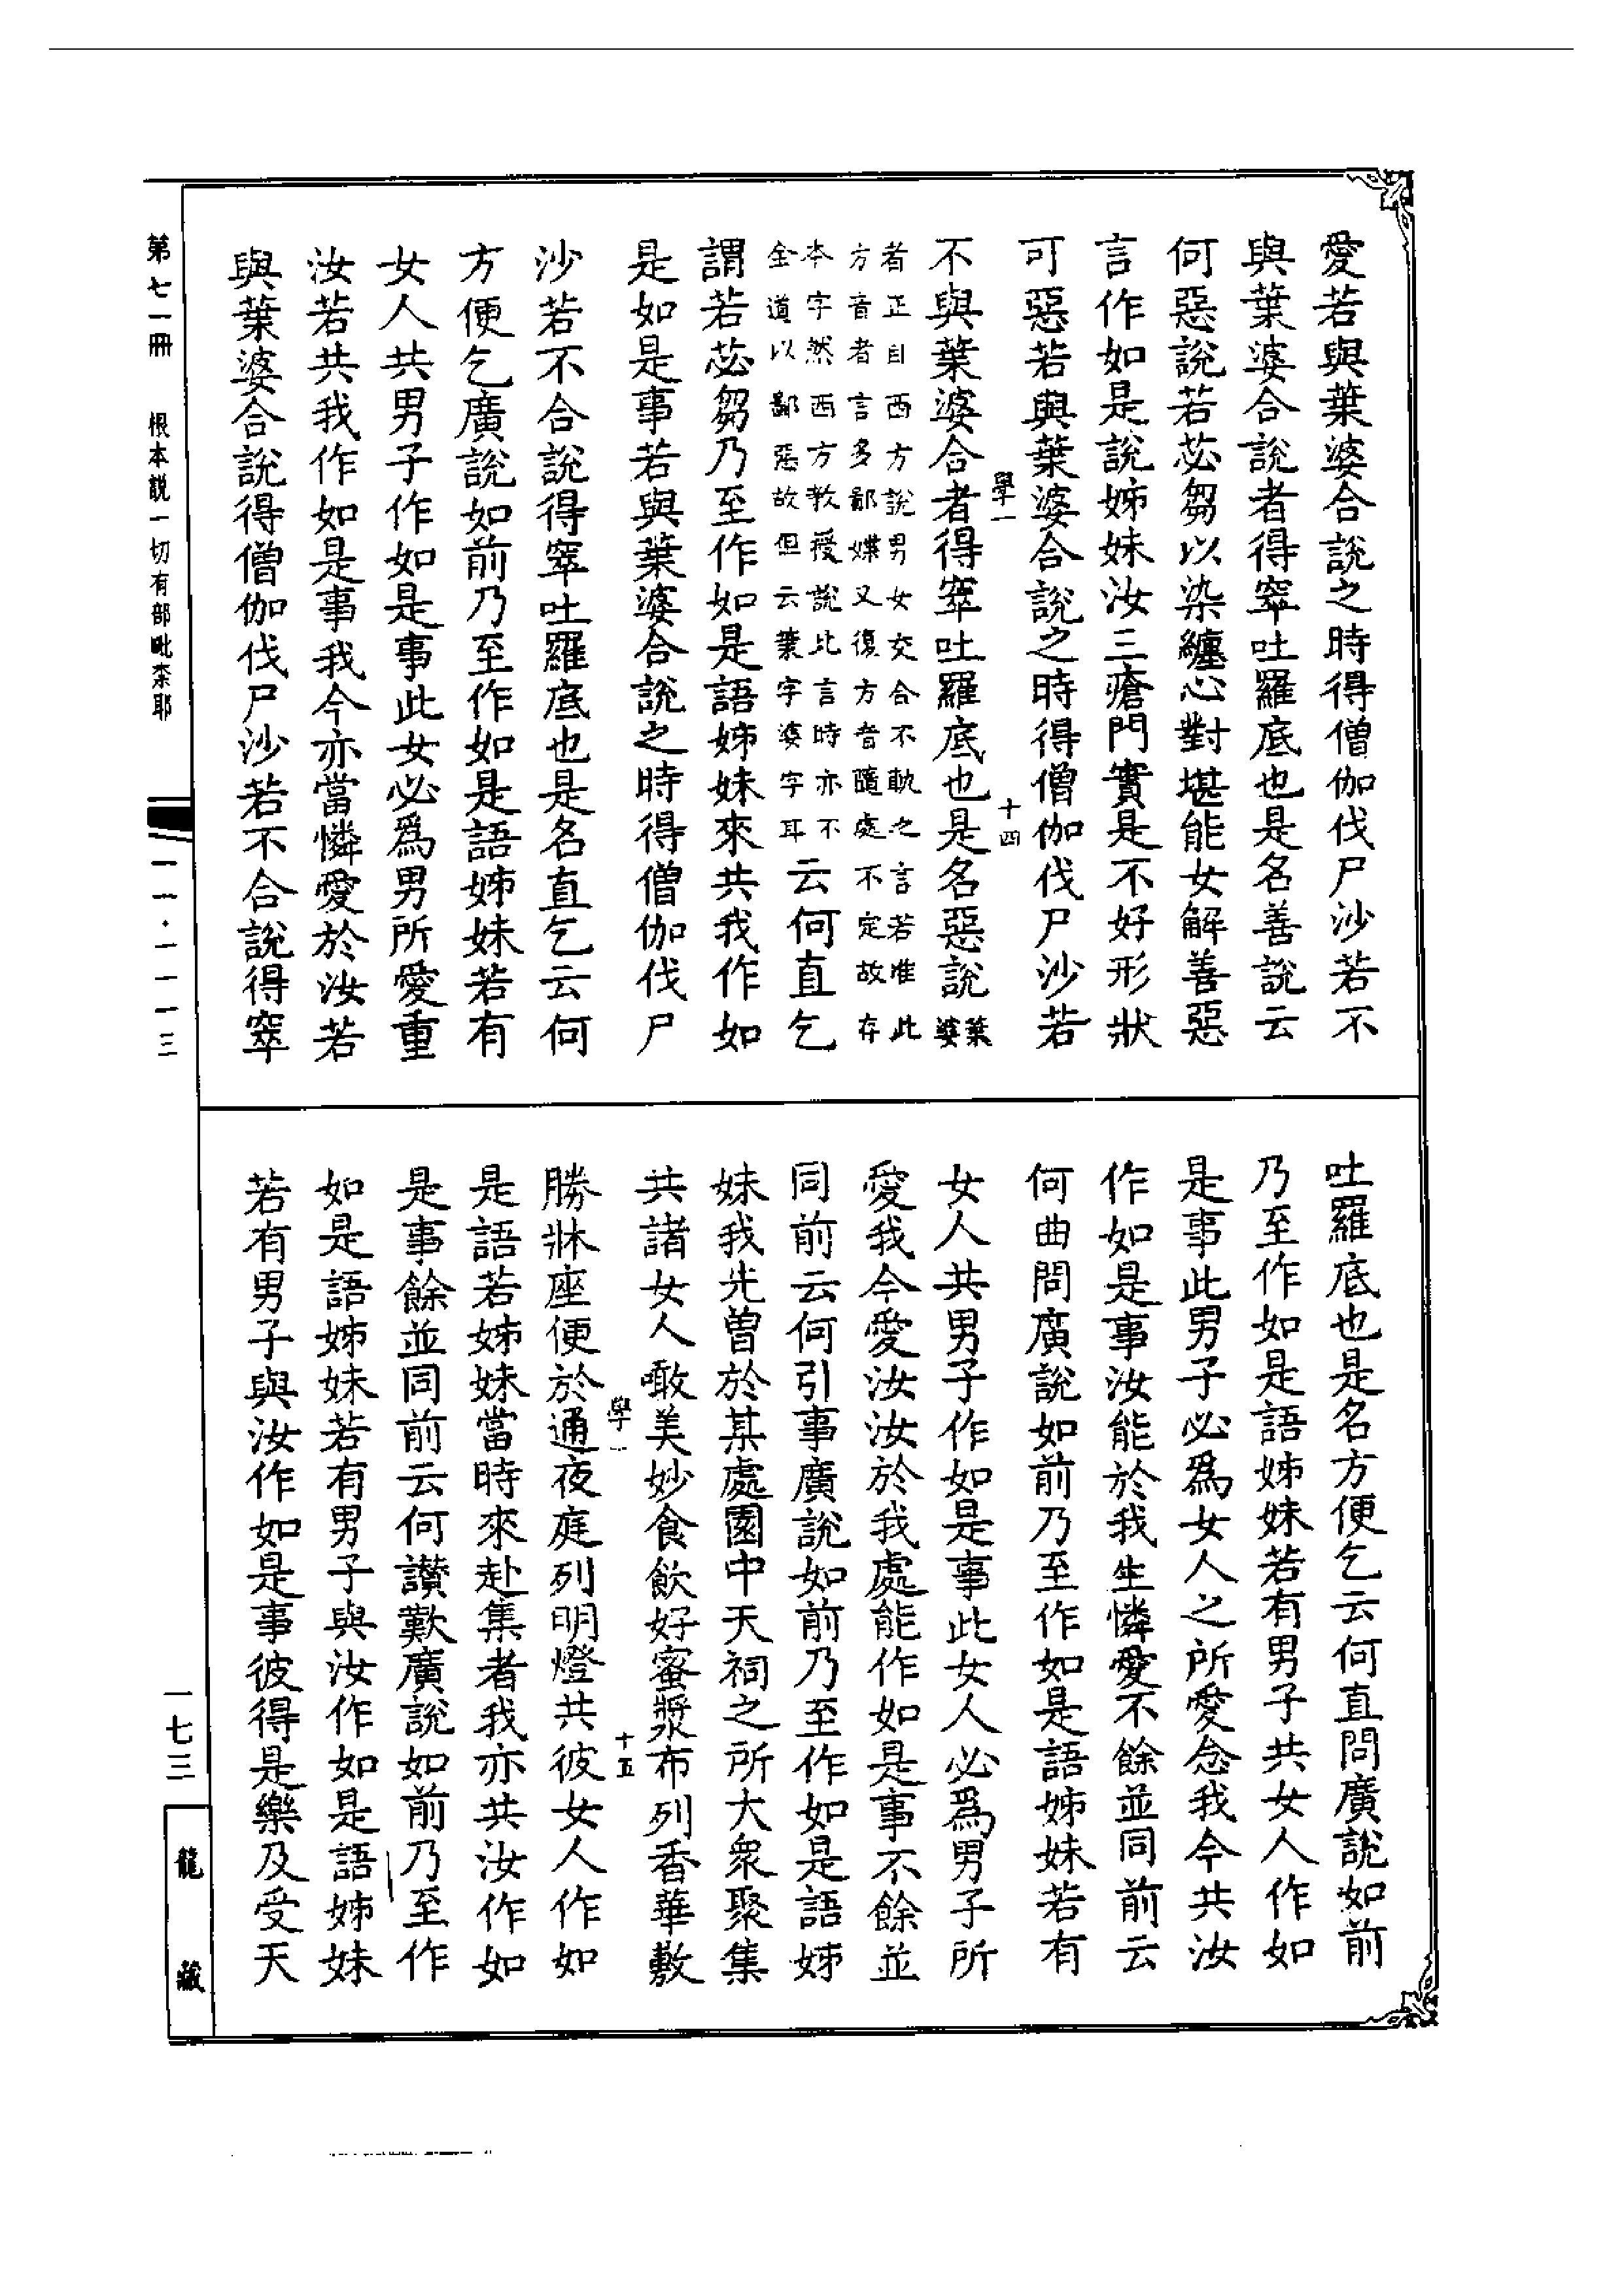 愛若與葉婆合說之時得僧伽伐尸沙若不
與葉婆合說者得窣吐羅底也是名善說云
何惡說若苾芻以染纏心對堪能女解善惡
言作如是說姊妹汝三瘡門實是不好形狀
可惡若與葉婆合說之時得僧伽伐尸沙若
學一 十四
不與葉婆合者得窣吐羅底也是名惡說葉婆
者正目西方說男女交合不軌之言若准此
方音者言多鄙媟又復方音隨處不定故存
本字然西方教授說此言時亦不
全道以鄙惡故但云葉字婆字耳云何直乞
謂若苾芻乃至作如是語姊妹來共我作如
是如是事若與葉婆合說之時得僧伽伐尸
沙若不合說得窣吐羅底也是名直乞云何
方便乞廣說如前乃至作如是語姊妹若有
女人共男子作如是事此女必爲男所愛重
汝若共我作如是事我今亦當憐愛於汝若
與葉婆合說得僧伽伐尸沙若不合說得窣
吐羅底也是名方便乞云何直問廣說如前
乃至作如是語姊妹若有男子共女人作如
是事此男子必爲女人之所愛念我今共汝
作如是事汝能於我生憐愛不餘並同前云
何曲問廣說如前乃至作如是語姊妹若有
女人共男子作如是事此女人必爲男子所
愛我今愛汝汝於我處能作如是事不餘並
同前云何引事廣說如前乃至作如是語姊
妹我先曾於某處園中天祠之所大衆聚集
共諸女人噉美妙食飲好蜜漿布列香華敷
學一 十五
勝牀座便於通夜庭列明燈共彼女人作如
是語若姊妹當時來赴集者我亦共汝作如
是事餘並同前云何讚歎廣說如前乃至作
如是語姊妹若有男子與汝作如是語姊妹
若有男子與汝作如是事彼得是樂及受天
第七一冊 根本說一切有部毗柰耶
一一一·一一一三
一七三
龍藏